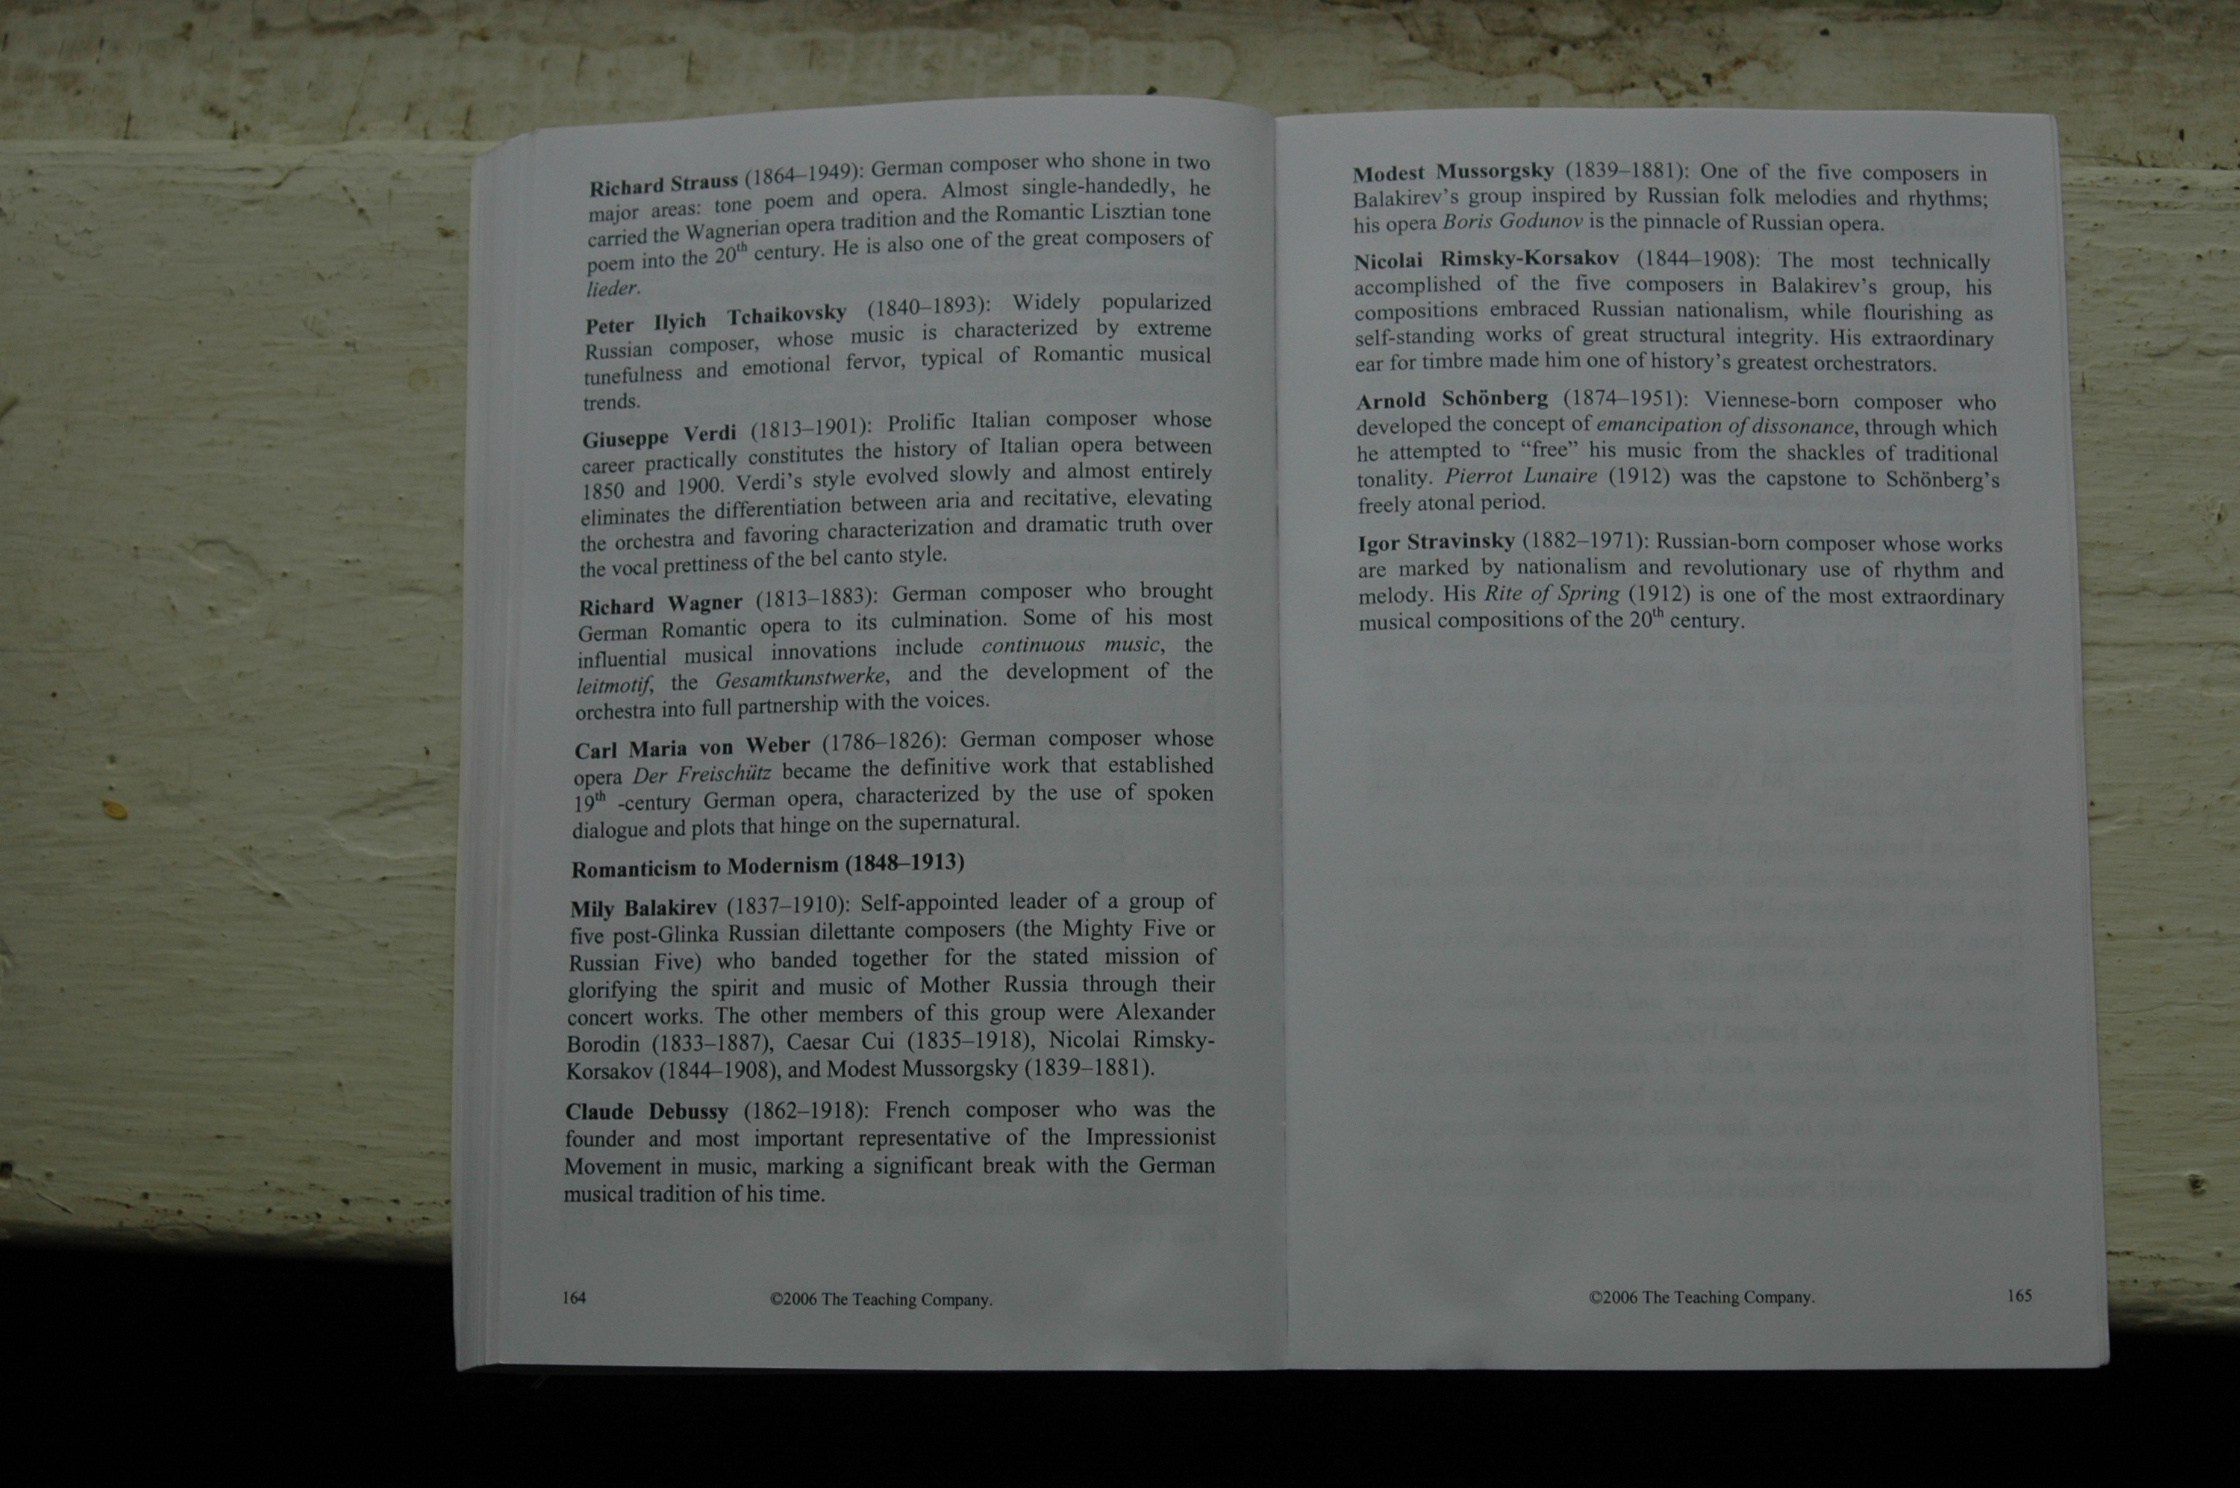 Richard Strauss (1864–1949): German composer who shone in two
major areas: tone poem and opera. Almost single-handedly, he
carried the Wagnerian opera tradition and the Romantic Lisztian tone
poem into the 20th century. He is also one of the great composers of
lieder.
Peter Ilyich Tchaikovsky (1840–1893): Widely popularized
Russian composer, whose music is characterized by extreme
tunefulness and emotional fervor, typical of Romantic musical
trends.
Giuseppe Verdi (1813–1901): Prolific Italian composer whose
career practically constitutes the history of Italian opera between
1850 and 1900. Verdi's style evolved slowly and almost entirely
eliminates the differentiation between aria and recitative, elevating
the orchestra and favoring characterization and dramatic truth over
the vocal prettiness of the bel canto style.
Richard Wagner (1813–1883): German composer who brought
German Romantic opera to its culmination. Some of his most
influential musical innovations include continuous music, the
leitmotif, the Gesamtkunstwerke, and the development of the
orchestra into full partnership with the voices.
Carl Maria von Weber (1786–1826): German composer whose
opera Der Freischütz became the definitive work that established
19th -century German opera, characterized by the use of spoken
dialogue and plots that hinge on the supernatural.
Romanticism to Modernism (1848–1913)
Mily Balakirev (1837–1910): Self-appointed leader of a group of
five post-Glinka Russian dilettante composers (the Mighty Five or
Russian Five) who banded together for the stated mission of
glorifying the spirit and music of Mother Russia through their
concert works. The other members of this group were Alexander
Borodin (1833–1887), Caesar Cui (1835–1918), Nicolai Rimsky-
Korsakov (1844–1908), and Modest Mussorgsky (1839–1881).
Claude Debussy (1862–1918): French composer who was the
founder and most important representative of the Impressionist
Movement in music, marking a significant break with the German
musical tradition of his time.
164 ©2006 The Teaching Company.
Modest Mussorgsky (1839–1881): One of the five composers in
Balakirev's group inspired by Russian folk melodies and rhythms;
his opera Boris Godunov is the pinnacle of Russian opera.
Nicolai Rimsky-Korsakov (1844–1908): The most technically
accomplished of the five composers in Balakirev's group, his
compositions embraced Russian nationalism, while flourishing as
self-standing works of great structural integrity. His extraordinary
ear for timbre made him one of history's greatest orchestrators.
Arnold Schönberg (1874–1951): Viennese-born composer who
developed the concept of emancipation of dissonance, through which
he attempted to "free" his music from the shackles of traditional
tonality. Pierrot Lunaire (1912) was the capstone to Schönberg's
freely atonal period.
Igor Stravinsky (1882–1971): Russian-born composer whose works
are marked by nationalism and revolutionary use of rhythm and
melody. His Rite of Spring (1912) is one of the most extraordinary
musical compositions of the 20th century.
©2006 The Teaching Company. 165